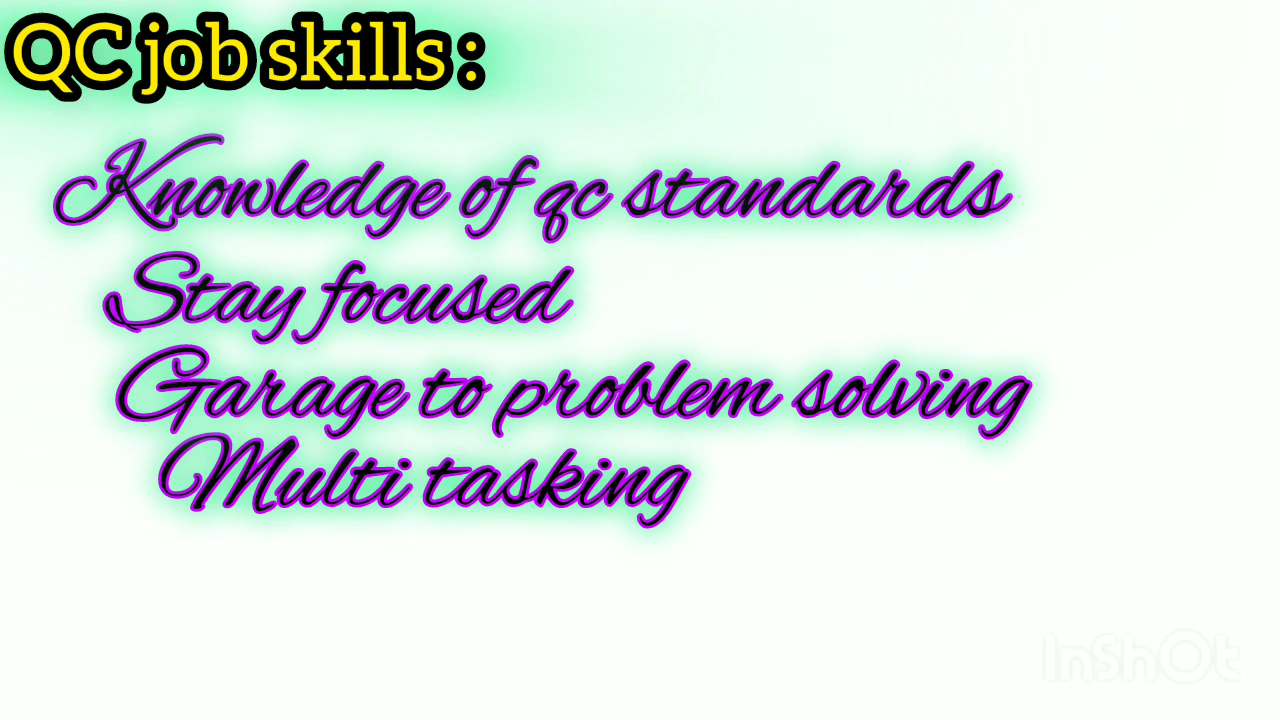 QC job skills:
Knowledge of qc standards
Stay focused
Garage to problem solving
Multi tasking
InShOt